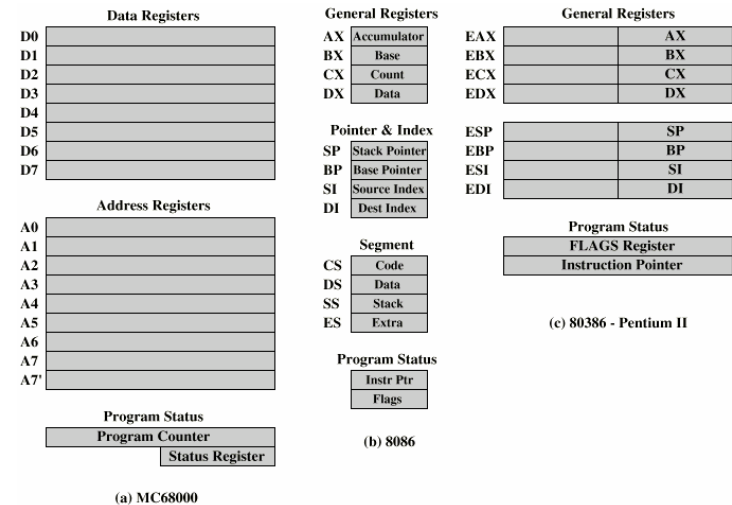 Data Registers
D0
D1
D2
D3
D4
D5
D6
D7
Address Registers
A0
A1
A2
A3
A4
A5
A6
A7
A7'
Program Status
Program Counter
Status Register
(a) MC68000
General Registers
AX Accumulator
BX Base
CX Count
DX Data
Pointer & Index
SP Stack Pointer
BP Base Pointer
SI Source Index
DI Dest Index
Segment
CS Code
DS Data
SS Stack
ES Extra
Program Status
Instr Ptr
Flags
(b) 8086
General Registers
EAX AX
EBX BX
ECX CX
EDX DX
ESP SP
EBP BP
ESI SI
EDI DI
Program Status
FLAGS Register
Instruction Pointer
(c) 80386 - Pentium II